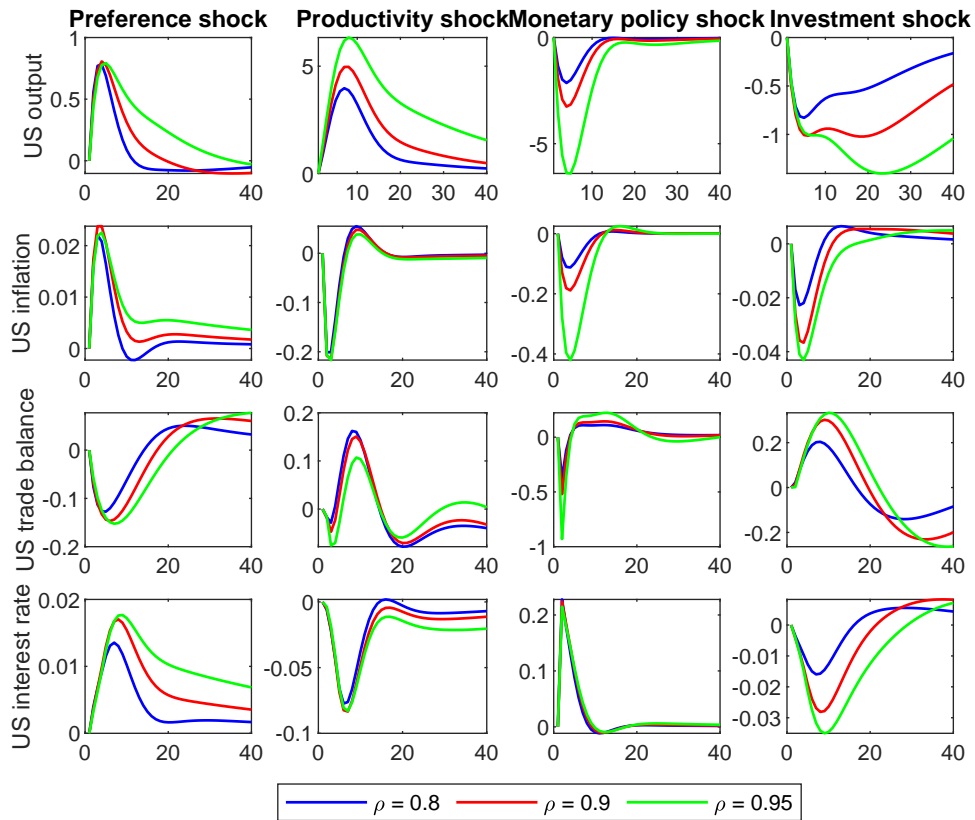 Preference shock Productivity shock Monetary policy shock Investment shock
US output
1
0.5
0
0 20 40
5
0
10 20 30 40
0
-5
10 20 30 40
0
-0.5
-1
10 20 30 40
US inflation
0.02
0.01
0
0 20 40
0
-0.1
-0.2
0 20 40
0
-0.2
-0.4
0 20 40
0
-0.02
-0.04
0 20 40
US trade balance
0
-0.1
-0.2
0 20 40
0.2
0.1
0
0 20 40
0
-0.5
-1
0 20 40
0.2
0
-0.2
0 20 40
US interest rate
0.02
0.01
0
0 20 40
0
-0.05
-0.1
0 20 40
0.2
0.1
0
0 20 40
0
-0.01
-0.02
-0.03
0 20 40
ρ = 0.8 ρ = 0.9 ρ = 0.95